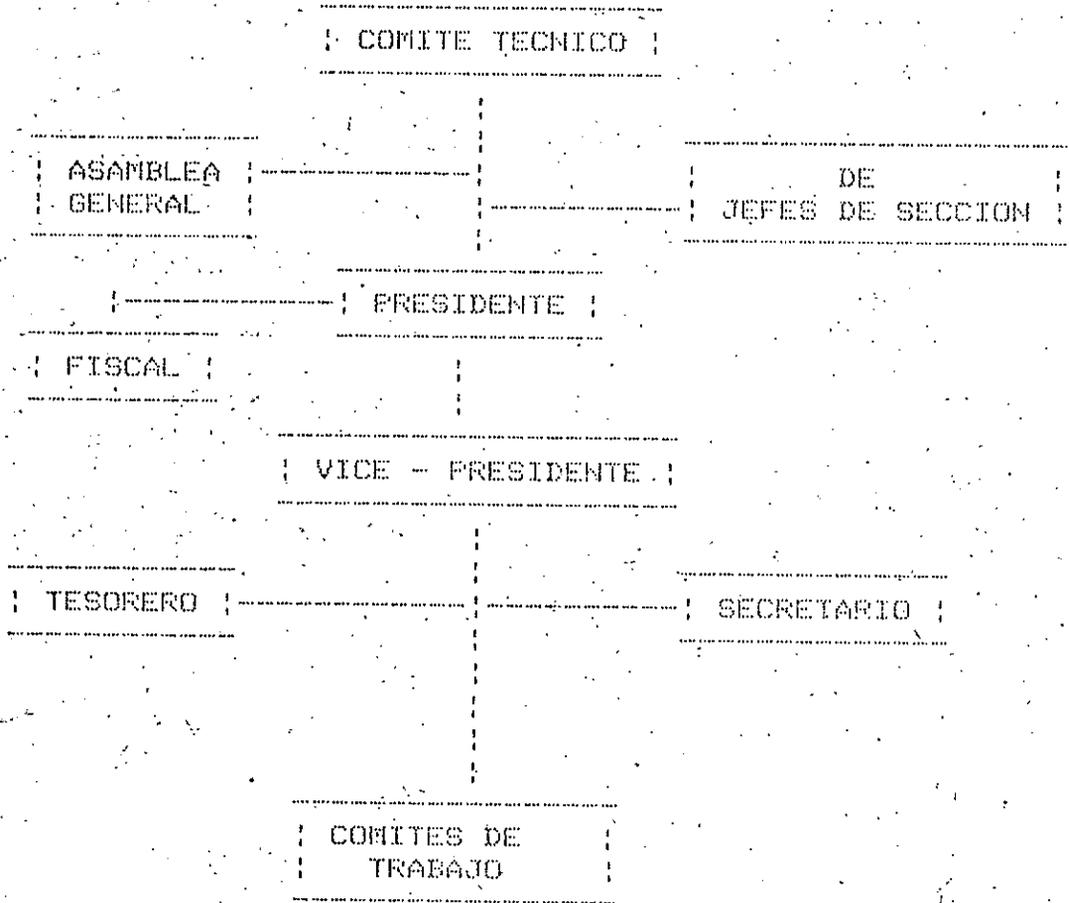 COMITE TECNICO
ASAMBLEA
GENERAL
DE
JEFES DE SECCION
PRESIDENTE
FISCAL
VICE - PRESIDENTE
TESORERO
SECRETARIO
COMITES DE
TRABAJO